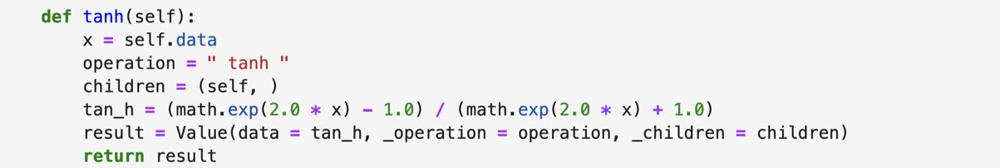 def tanh(self):
    x = self.data
    operation = " tanh "
    children = (self, )
    tan_h = (math.exp(2.0 * x) - 1.0) / (math.exp(2.0 * x) + 1.0)
    result = Value(data = tan_h, _operation = operation, _children = children)
    return result